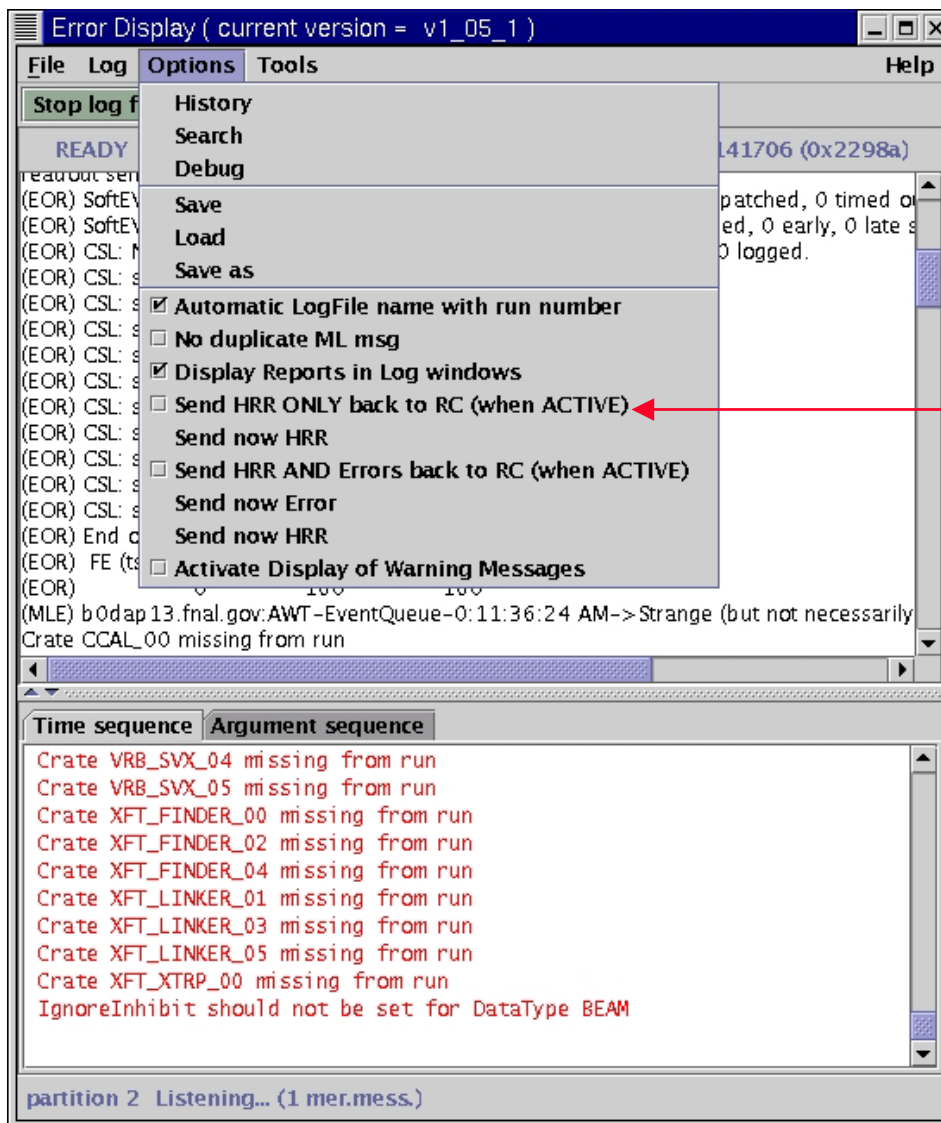 Error Display ( current version = v1_05_1 )
File Log Options Tools Help
Stop log f
History
Search
Debug
Save
Load
Save as
Automatic LogFile name with run number
No duplicate ML msg
Display Reports in Log windows
Send HRR ONLY back to RC (when ACTIVE)
Send now HRR
Send HRR AND Errors back to RC (when ACTIVE)
Send now Error
Send now HRR
Activate Display of Warning Messages
READY 141706 (0x2298a)
readout sen
(EOR) SoftEV patched, 0 timed ou
(EOR) SoftEV ed, 0 early, 0 late s
(EOR) CSL: N 0 logged.
(EOR) CSL: s
(EOR) CSL: s
(EOR) CSL: s
(EOR) CSL: s
(EOR) CSL: s
(EOR) CSL: s
(EOR) CSL: s
(EOR) CSL: s
(EOR) CSL: s
(EOR) End o
(EOR) FE (ts
(EOR) 0 100 100
(MLE) b0dap13.fnal.gov:AWT-EventQueue-0:11:36:24 AM->Strange (but not necessarily
Crate CCAL_00 missing from run
Time sequence Argument sequence
Crate VRB_SVX_04 missing from run
Crate VRB_SVX_05 missing from run
Crate XFT_FINDER_00 missing from run
Crate XFT_FINDER_02 missing from run
Crate XFT_FINDER_04 missing from run
Crate XFT_LINKER_01 missing from run
Crate XFT_LINKER_03 missing from run
Crate XFT_LINKER_05 missing from run
Crate XFT_XTRP_00 missing from run
IgnoreInhibit should not be set for DataType BEAM
partition 2 Listening... (1 mer.mess.)